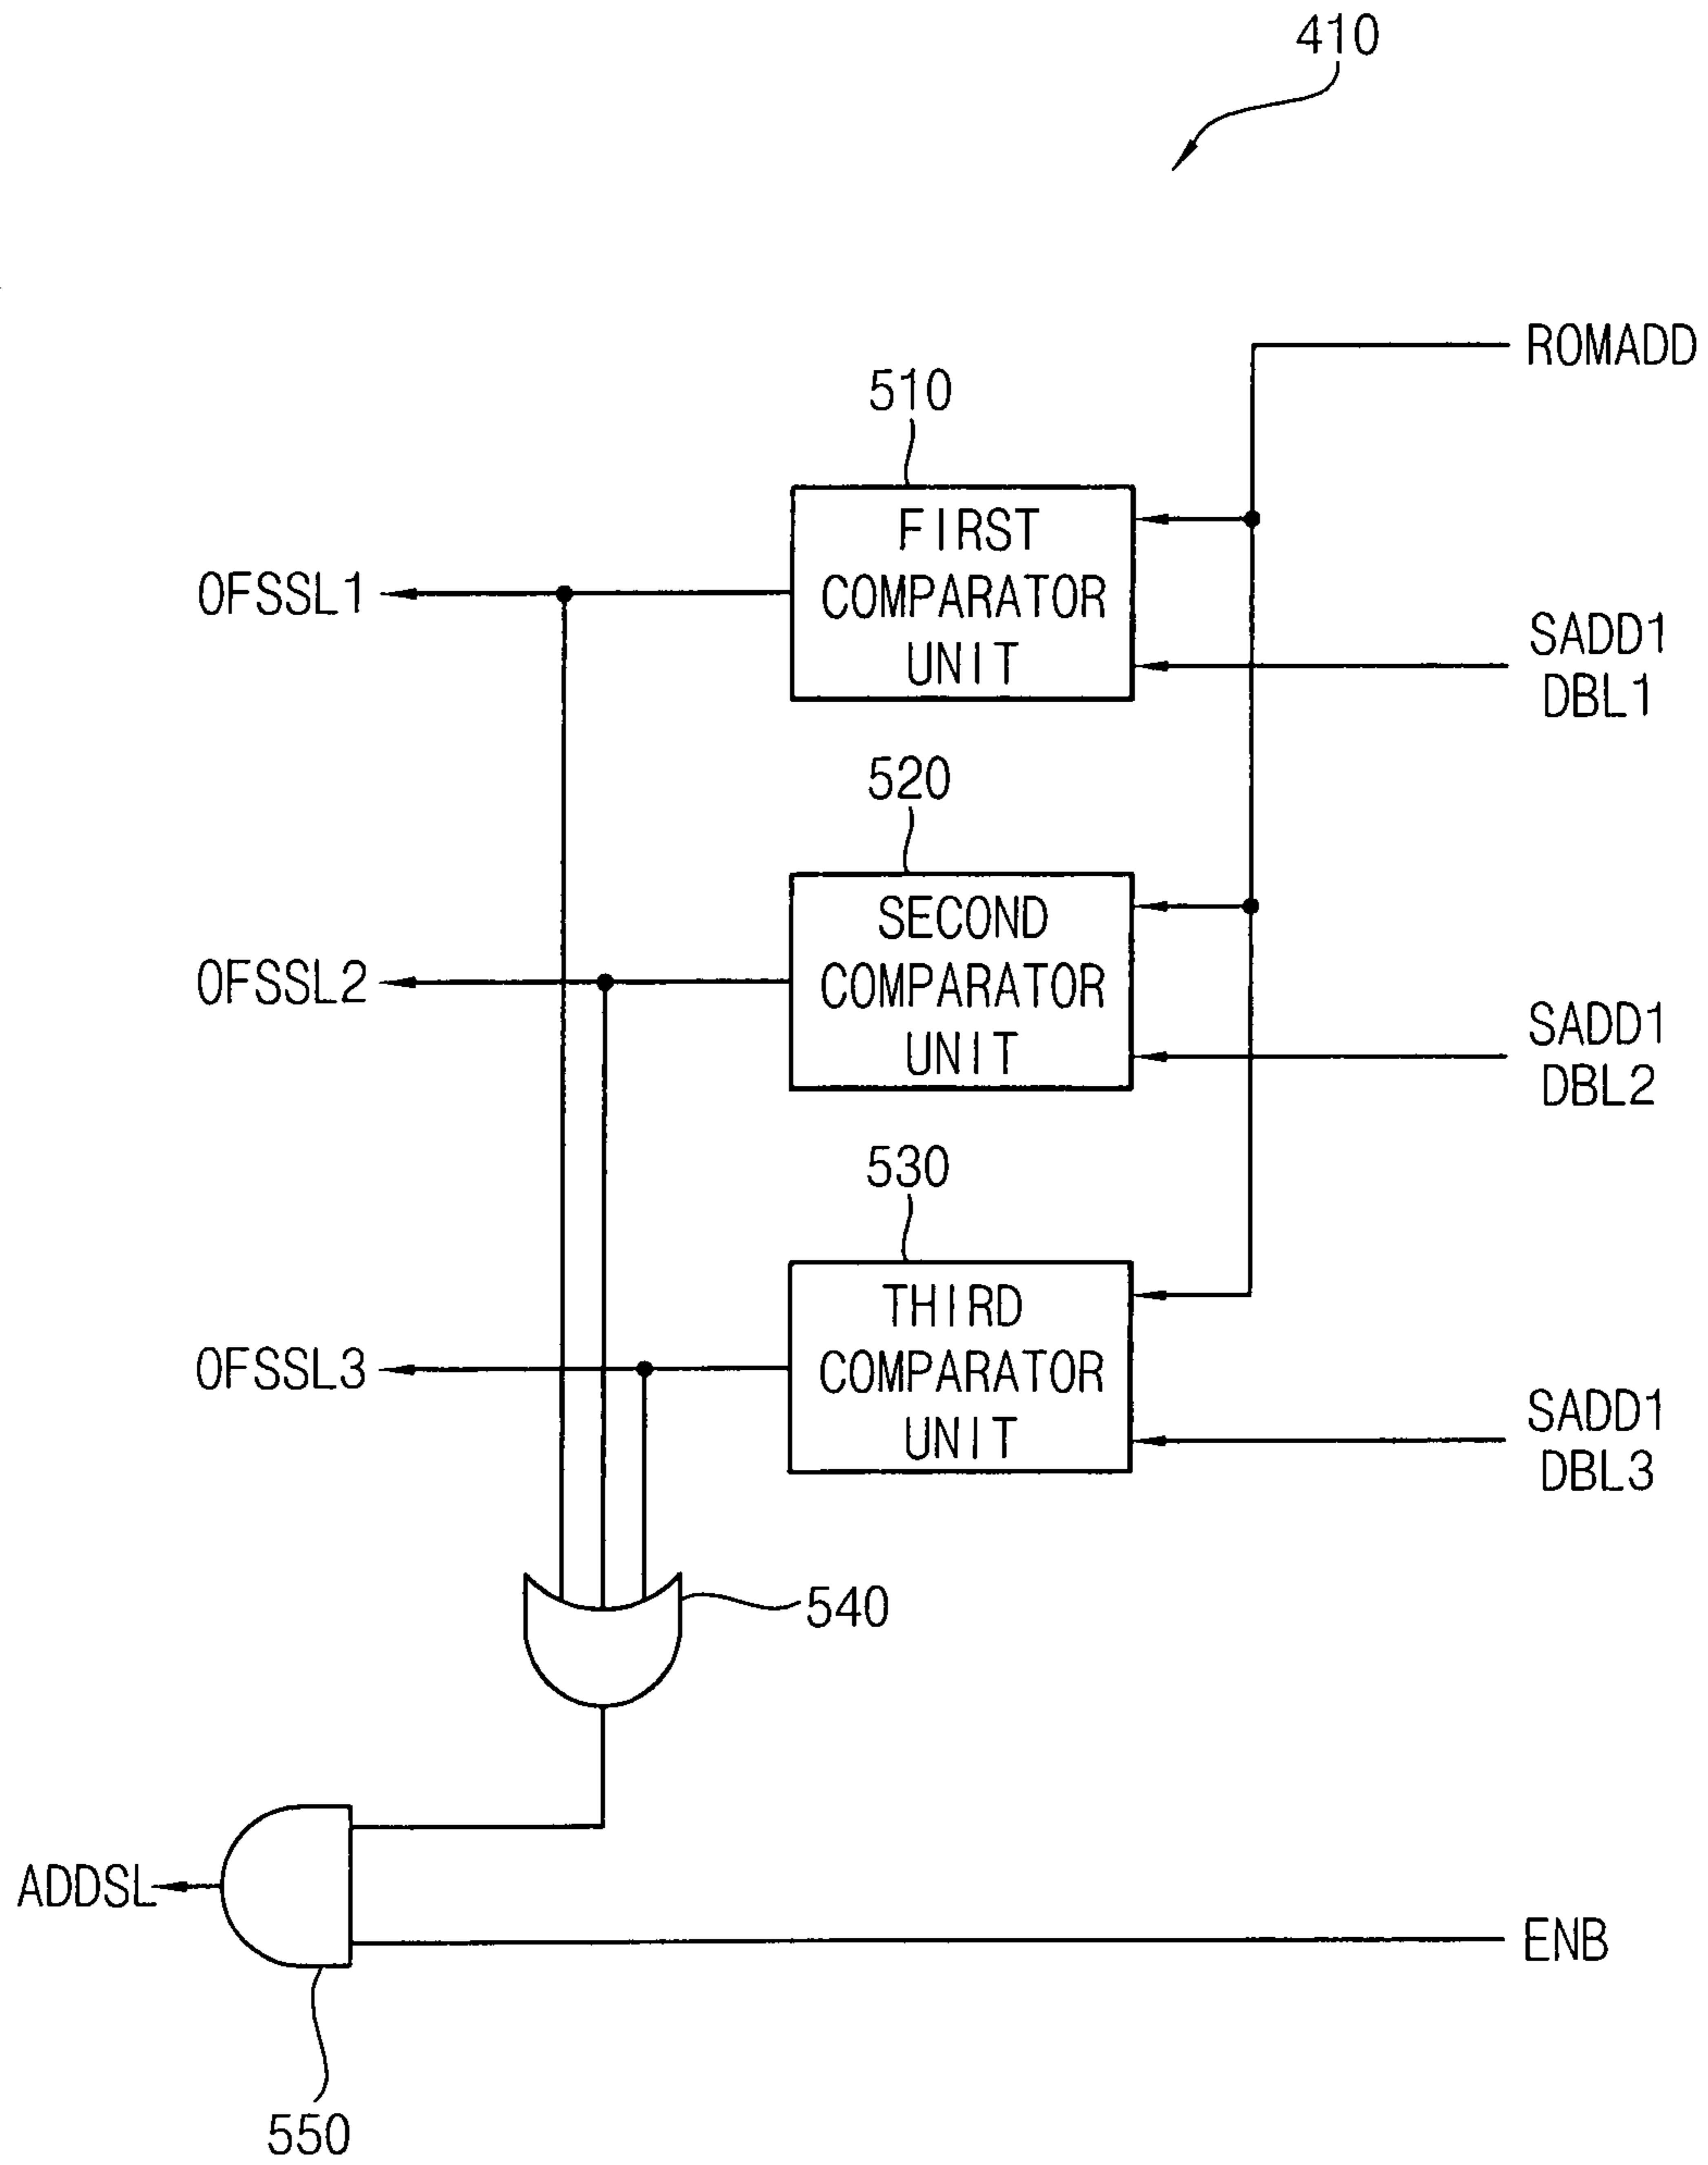 410
ROMADD
510
FIRST
COMPARATOR
UNIT
OFSSL1
SADD1
DBL1
520
SECOND
COMPARATOR
UNIT
OFSSL2
SADD1
DBL2
530
THIRD
COMPARATOR
UNIT
OFSSL3
SADD1
DBL3
540
ADDSL
ENB
550